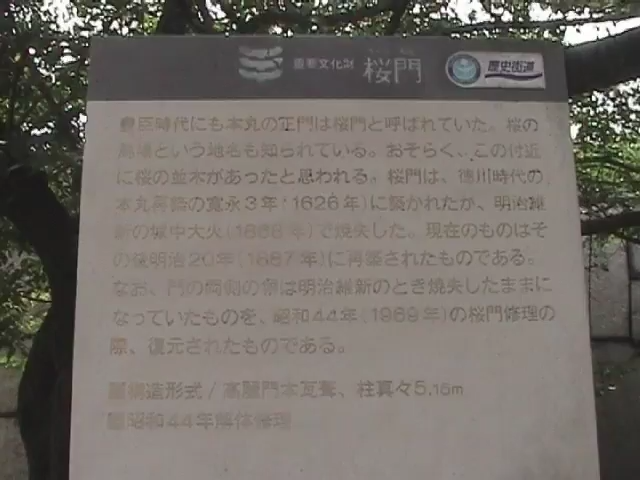 重要文化財 桜門 歴史街道
豊臣時代にも本丸の正門は桜門と呼ばれていた。桜の
馬場という地名も知られている。おそらく、この付近
に桜の並木があったと思われる。桜門は、徳川時代の
本丸再築の寛永3年(1626年)に築かれたが、明治維
新の城中大火(1868年)で焼失した。現在のものはそ
の後明治20年(1887年)に再築されたものである。
なお、門の両側の塀は明治維新のとき焼失したままに
なっていたものを、昭和44年(1969年)の桜門修理の
際、復元されたものである。
■構造形式/高麗門本瓦葺、柱真々5.16m
■昭和44年解体修理